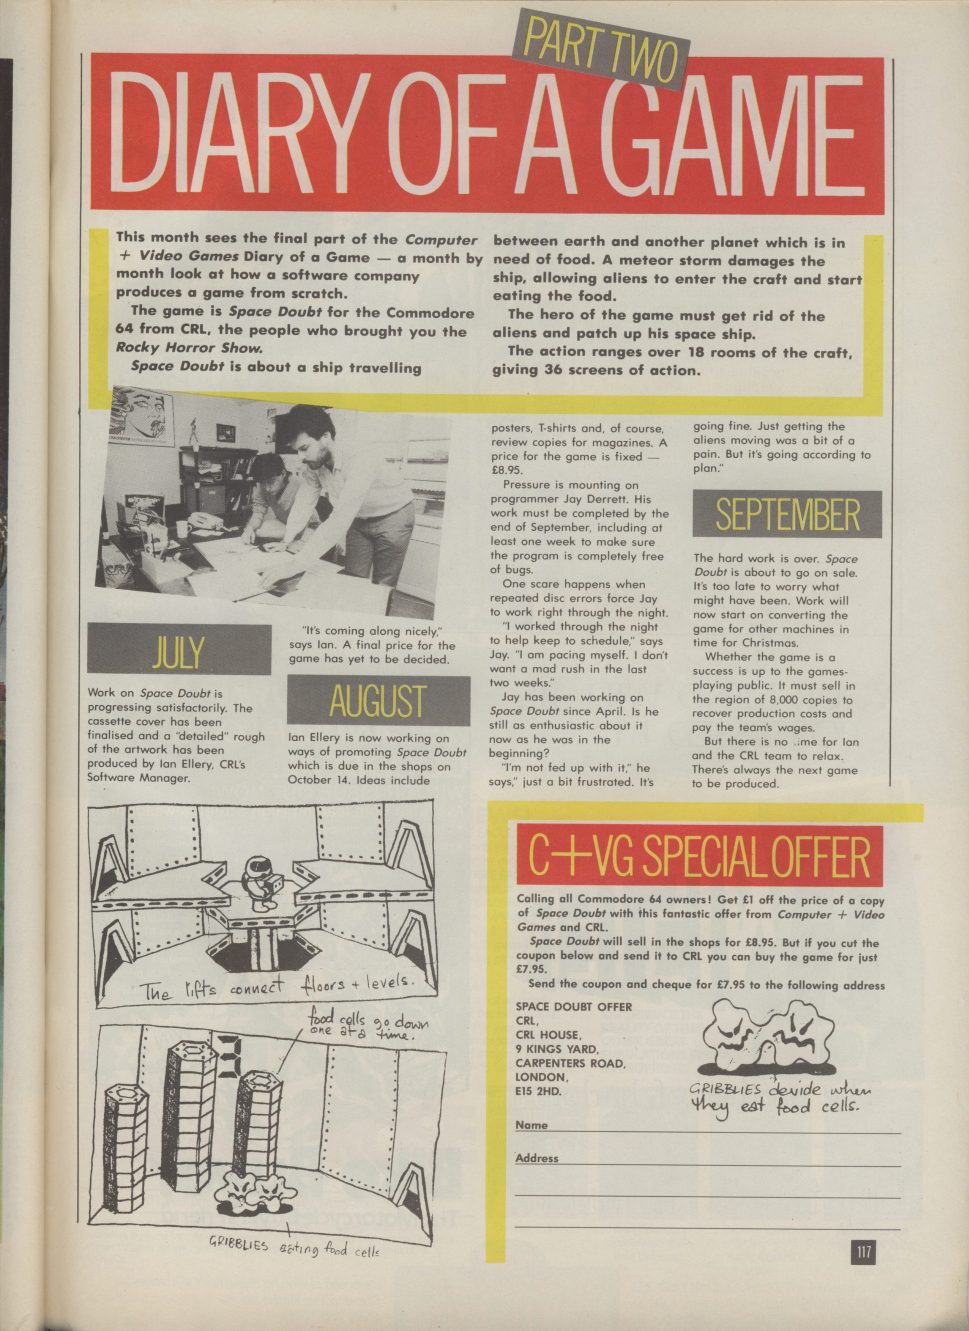 PART TWO
DIARY OF A GAME
This month sees the final part of the Computer
+ Video Games Diary of a Game — a month by
month look at how a software company
produces a game from scratch.
The game is Space Doubt for the Commodore
64 from CRL, the people who brought you the
Rocky Horror Show.
Space Doubt is about a ship travelling
between earth and another planet which is in
need of food. A meteor storm damages the
ship, allowing aliens to enter the craft and start
eating the food.
The hero of the game must get rid of the
aliens and patch up his space ship.
The action ranges over 18 rooms of the craft,
giving 36 screens of action.
JULY
Work on Space Doubt is
progressing satisfactorily. The
cassette cover has been
finalised and a "detailed" rough
of the artwork has been
produced by Ian Ellery, CRL's
Software Manager.
"It's coming along nicely,"
says Ian. A final price for the
game has yet to be decided.
AUGUST
Ian Ellery is now working on
ways of promoting Space Doubt
which is due in the shops on
October 14. Ideas include
posters, T-shirts and, of course,
review copies for magazines. A
price for the game is fixed —
£8.95.
Pressure is mounting on
programmer Jay Derrett. His
work must be completed by the
end of September, including at
least one week to make sure
the program is completely free
of bugs.
One scare happens when
repeated disc errors force Jay
to work right through the night.
"I worked through the night
to help keep to schedule," says
Jay. "I am pacing myself. I don't
want a mad rush in the last
two weeks."
Jay has been working on
Space Doubt since April. Is he
still as enthusiastic about it
now as he was in the
beginning?
"I'm not fed up with it," he
says," just a bit frustrated. It's
going fine. Just getting the
aliens moving was a bit of a
pain. But it's going according to
plan."
SEPTEMBER
The hard work is over. Space
Doubt is about to go on sale.
It's too late to worry what
might have been. Work will
now start on converting the
game for other machines in
time for Christmas.
Whether the game is a
success is up to the games-
playing public. It must sell in
the region of 8,000 copies to
recover production costs and
pay the team's wages.
But there is no time for Ian
and the CRL team to relax.
There's always the next game
to be produced.
The lifts connect floors + levels.
food cells go down
one at a time.
3
GRIBBLIES eating food cells
C+VG SPECIAL OFFER
Calling all Commodore 64 owners! Get £1 off the price of a copy
of Space Doubt with this fantastic offer from Computer + Video
Games and CRL.
Space Doubt will sell in the shops for £8.95. But if you cut the
coupon below and send it to CRL you can buy the game for just
£7.95.
Send the coupon and cheque for £7.95 to the following address
SPACE DOUBT OFFER
CRL,
CRL HOUSE,
9 KINGS YARD,
CARPENTERS ROAD,
LONDON,
E15 2HD.
GRIBBLIES devide when
they eat food cells.
Name
Address
117